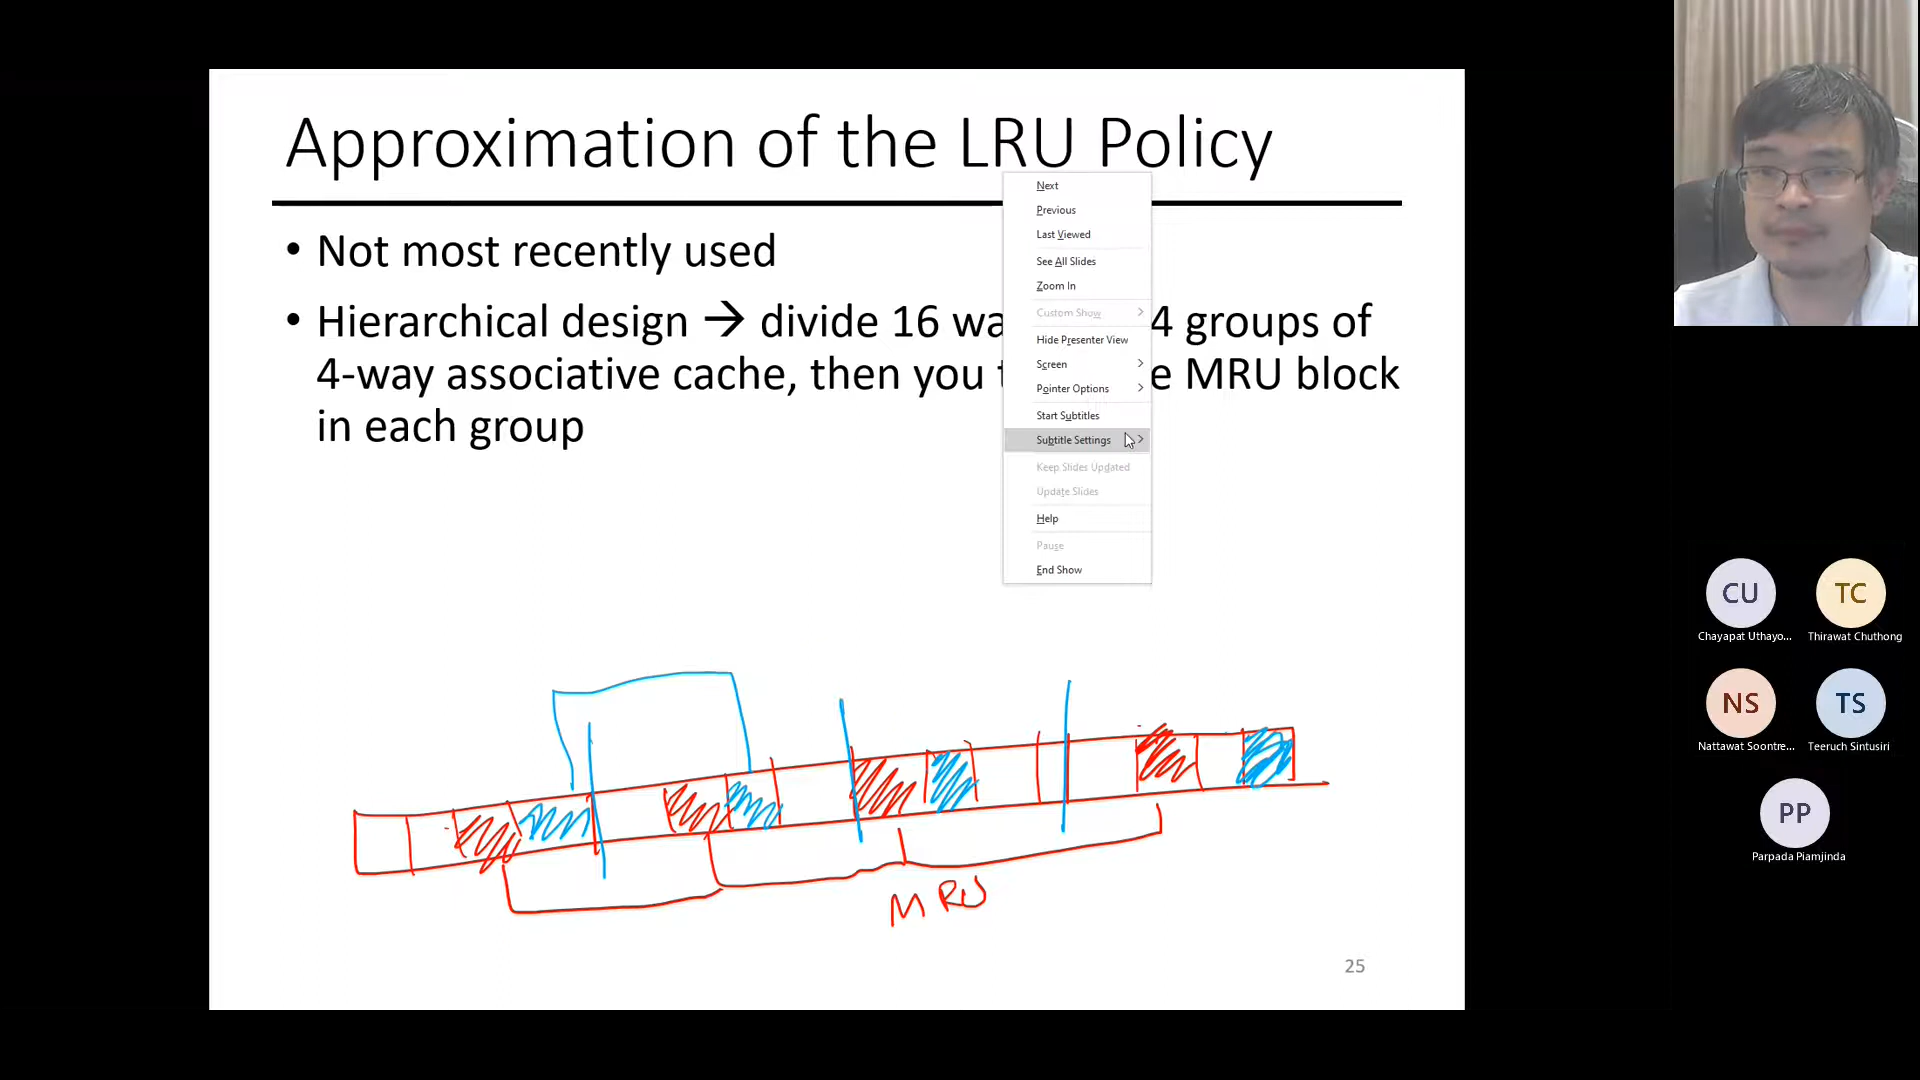 Approximation of the LRU Policy
• Not most recently used
• Hierarchical design → divide 16 wa 4 groups of
4-way associative cache, then you t e MRU block
in each group
Next
Previous
Last Viewed
See All Slides
Zoom In
Custom Show
Hide Presenter View
Screen
Pointer Options
Start Subtitles
Subtitle Settings
Keep Slides Updated
Update Slides
Help
Pause
End Show
MRU
25
CU
Chayapat Uthayo...
TC
Thirawat Chuthong
NS
Nattawat Soontre...
TS
Teeruch Sintusiri
PP
Parpada Piamjinda